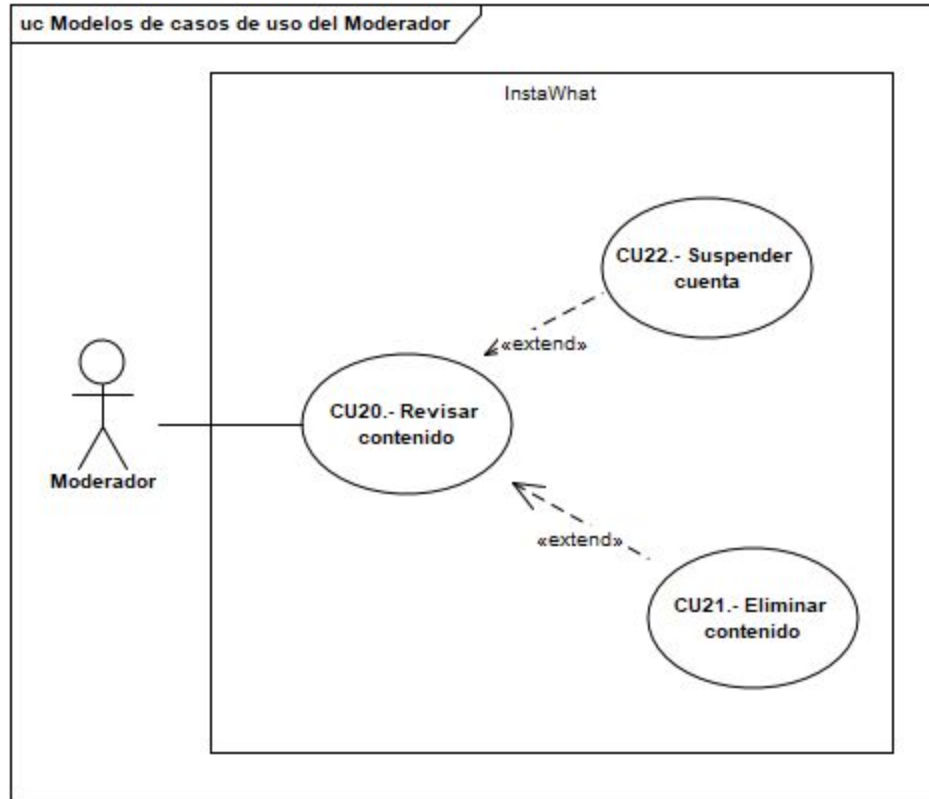 uc Modelos de casos de uso del Moderador
InstaWhat
CU22.- Suspender
cuenta
«extend»
CU20.- Revisar
contenido
Moderador
«extend»
CU21.- Eliminar
contenido